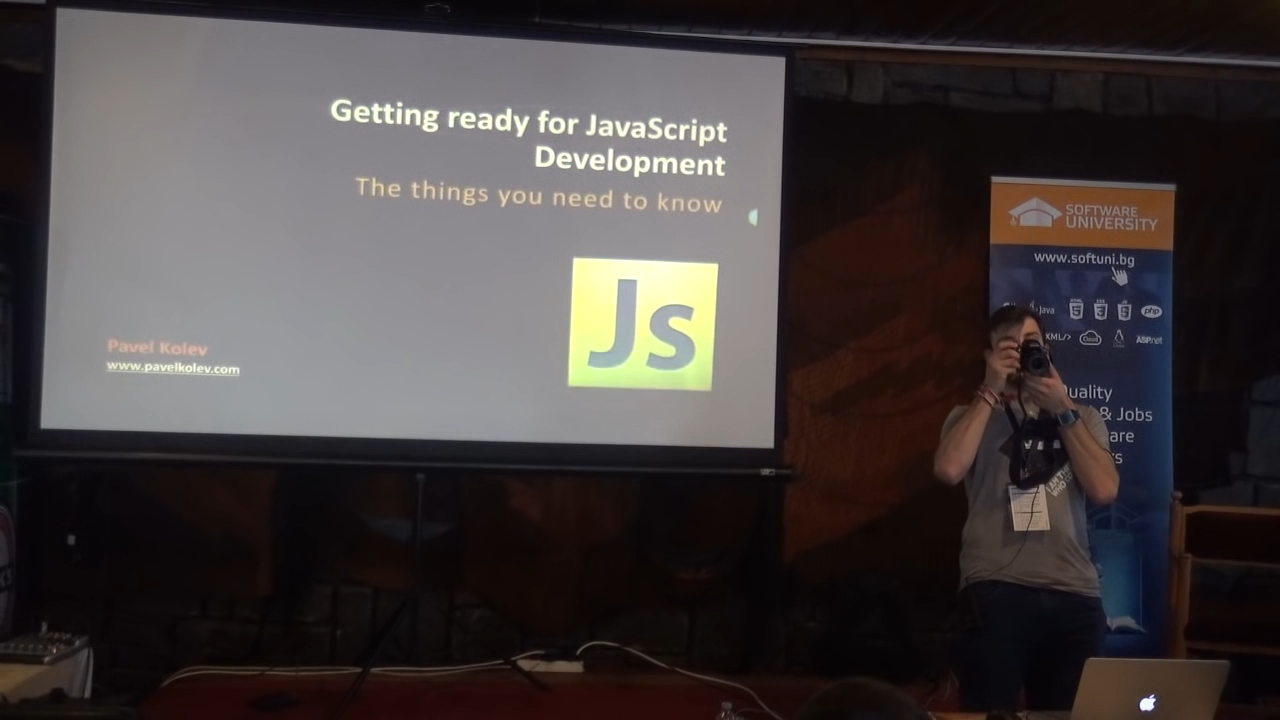 Getting ready for JavaScript
Development
The things you need to know
Js
Pavel Kolev
www.pavelkolev.com
SOFTWARE
UNIVERSITY
www.softuni.bg
Java
php
XML/>
Cloud
ASP.net
Quality
& Jobs